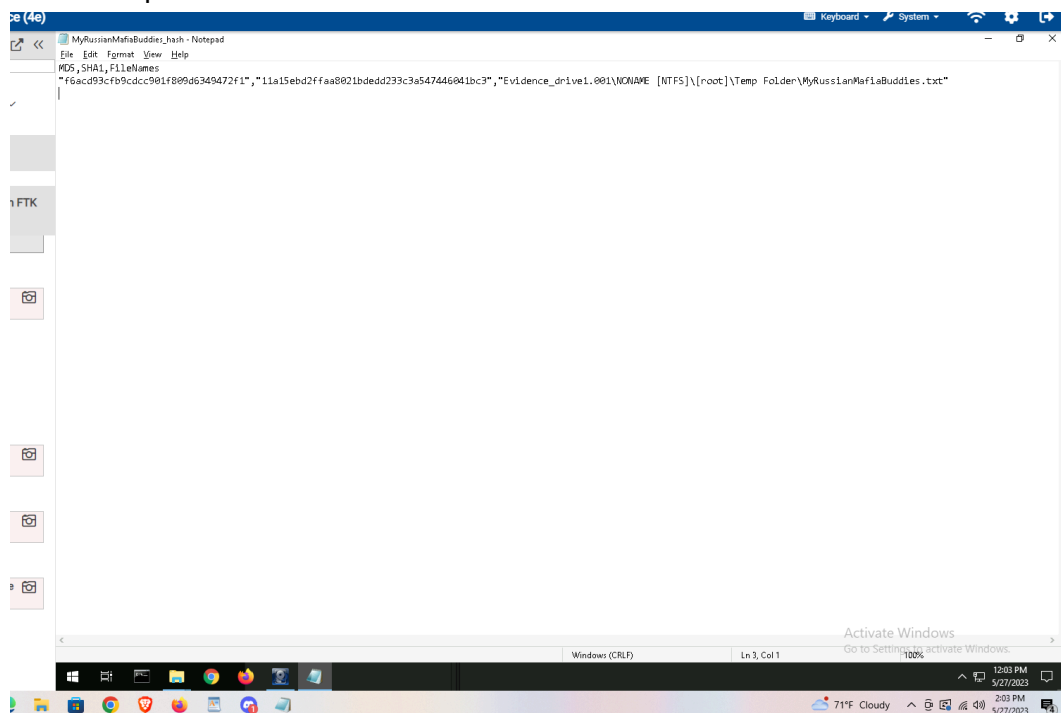 ce (4e)
Keyboard
System
MyRussianMafiaBuddies_hash - Notepad
File Edit Format View Help
MD5,SHA1,FileNames
"f6acd93cfb9cdcc901f809d6349472f1","11a15ebd2ffaa8021bdedd233c3a547446041bc3","Evidence_drive1.001\NONAME [NTFS]\[root]\Temp Folder\MyRussianMafiaBuddies.txt"
n FTK
e
Activate Windows
Go to Settings to activate Windows.
Windows (CRLF)
Ln 3, Col 1
100%
12:03 PM
5/27/2023
71°F Cloudy
2:03 PM
5/27/2023